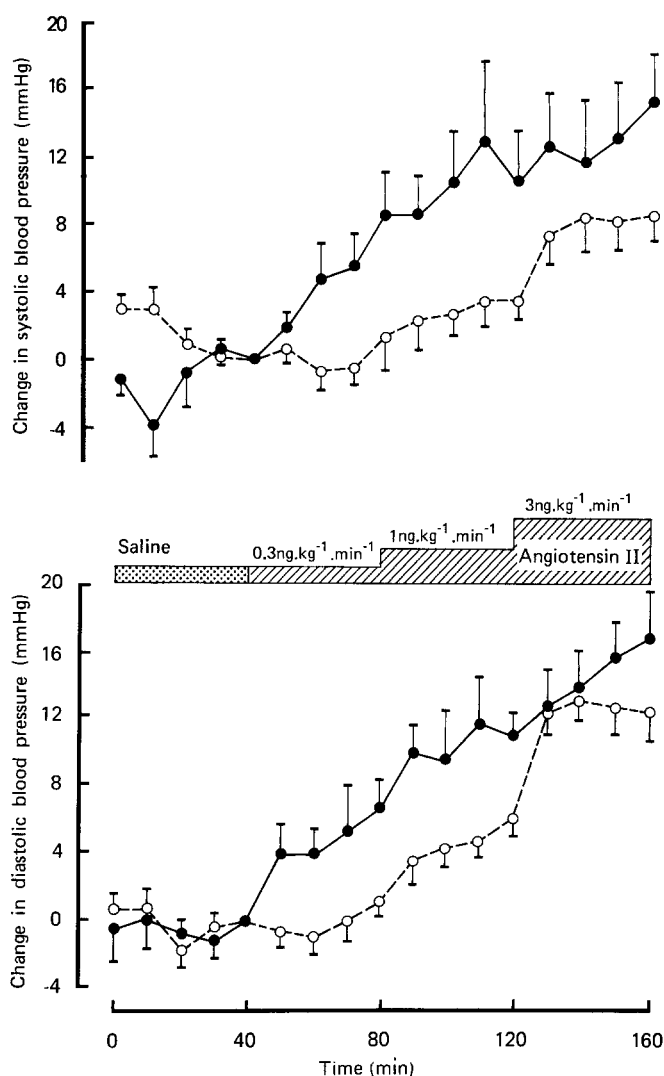 20
16
12
8
4
0
-4
Change in systolic blood pressure (mmHg)
3ng.kg⁻¹.min⁻¹
1ng.kg⁻¹.min⁻¹
Saline
0.3ng.kg⁻¹.min⁻¹
Angiotensin II
20
16
12
8
4
0
-4
Change in diastolic blood pressure (mmHg)
0 40 80 120 160
Time (min)